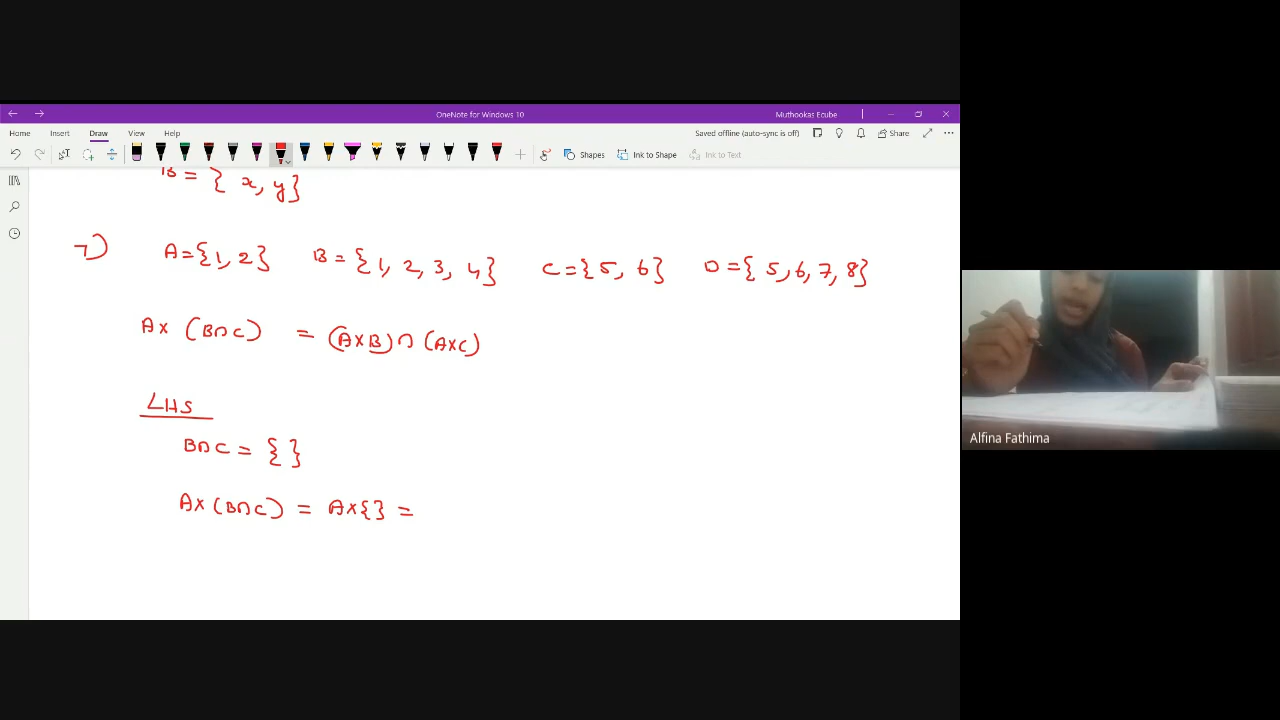 OneNote for Windows 10
Muthookas Ecube
Home Insert Draw View Help
Saved offline (auto-sync is off) Share
Shapes Ink to Shape Ink to Text
B = { x, y}
7) A={1, 2} B = {1, 2, 3, 4} C={5, 6} D={ 5, 6, 7, 8}
A× (B∩C) = (A×B) ∩ (A×C)
LHS
B∩C = { }
A×(B∩C) = A×{} =
Alfina Fathima